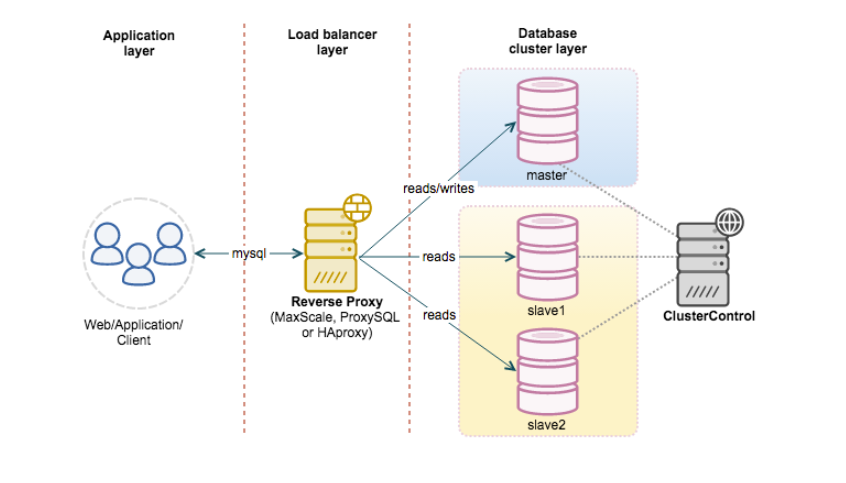 Application
layer
Load balancer
layer
Database
cluster layer
master
reads/writes
mysql
reads
reads
slave1
slave2
Web/Application/
Client
Reverse Proxy
(MaxScale, ProxySQL
or HAproxy)
ClusterControl